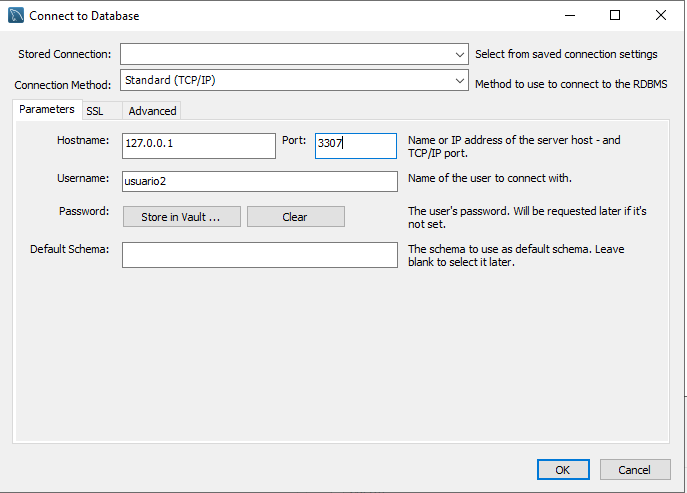 Connect to Database
Stored Connection:
Select from saved connection settings
Connection Method: Standard (TCP/IP)
Method to use to connect to the RDBMS
Parameters SSL Advanced
Hostname: 127.0.0.1 Port: 3307
Name or IP address of the server host - and
TCP/IP port.
Username: usuario2
Name of the user to connect with.
Password: Store in Vault ... Clear
The user's password. Will be requested later if it's
not set.
Default Schema:
The schema to use as default schema. Leave
blank to select it later.
OK Cancel